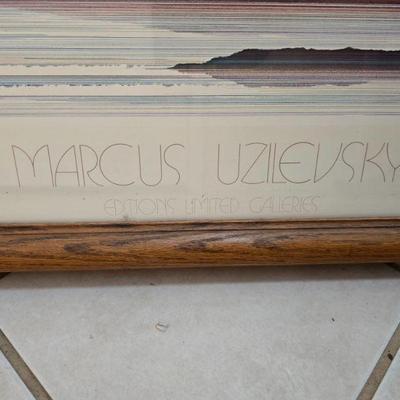 MARCUS UZILEVSKY
EDITIONS LIMITED GALLERIES